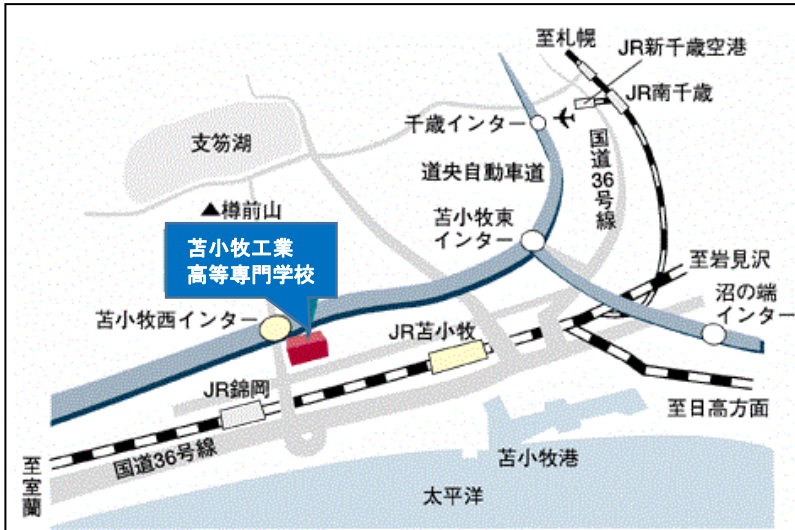 至札幌
JR新千歳空港
JR南千歳
千歳インター
支笏湖
国道36号線
道央自動車道
▲樽前山
苫小牧東
インター
苫小牧工業
高等専門学校
至岩見沢
沼の端
インター
苫小牧西インター
JR苫小牧
JR錦岡
至日高方面
国道36号線
至室蘭
苫小牧港
太平洋